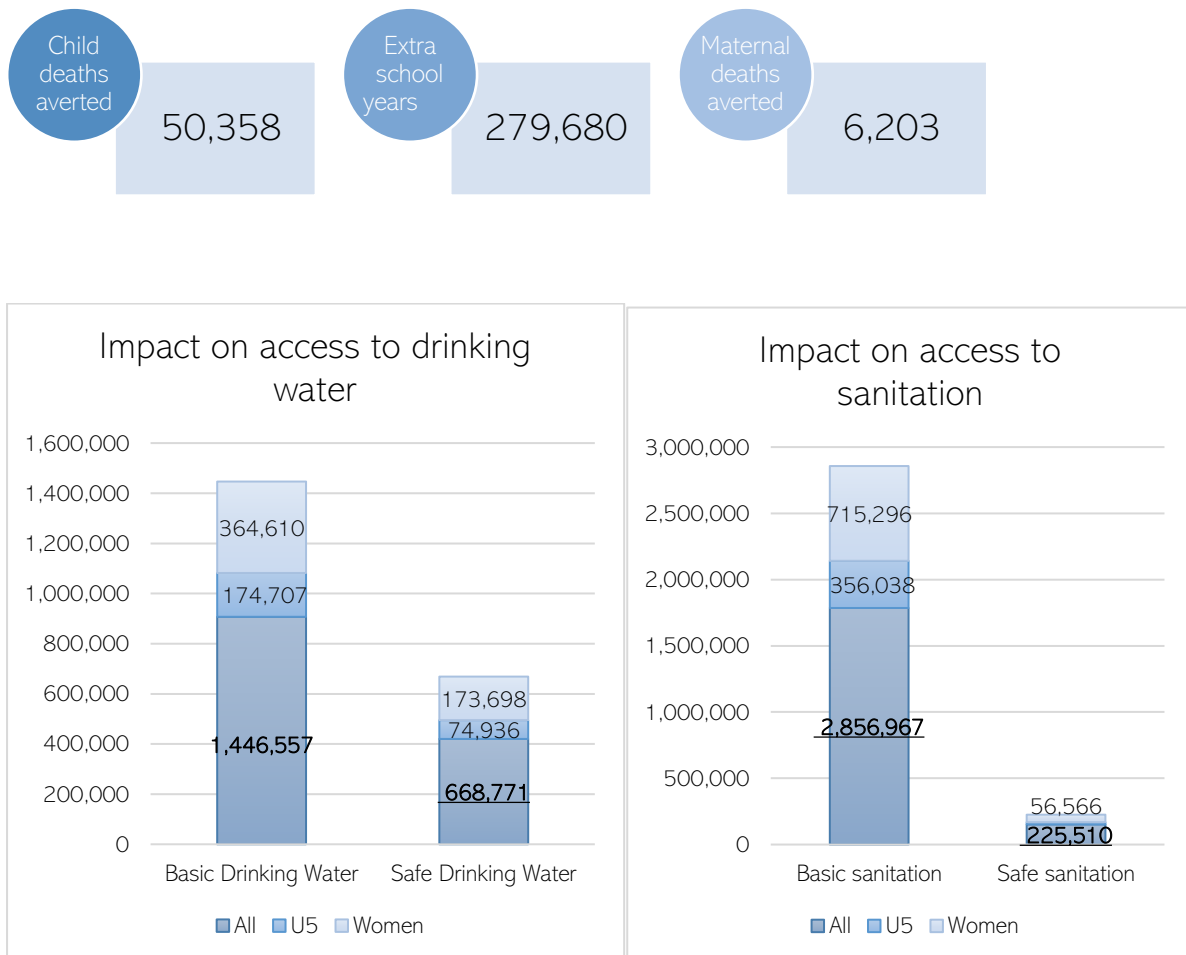 Child
deaths
averted
50,358
Extra
school
years
279,680
Maternal
deaths
averted
6,203
Impact on access to drinking
water
1,600,000
1,400,000
1,200,000
1,000,000
800,000
600,000
400,000
200,000
0
364,610
174,707
1,446,557
173,698
74,936
668,771
Basic Drinking Water
Safe Drinking Water
All
U5
Women
Impact on access to
sanitation
3,000,000
2,500,000
2,000,000
1,500,000
1,000,000
500,000
0
715,296
356,038
2,856,967
56,566
225,510
Basic sanitation
Safe sanitation
All
U5
Women